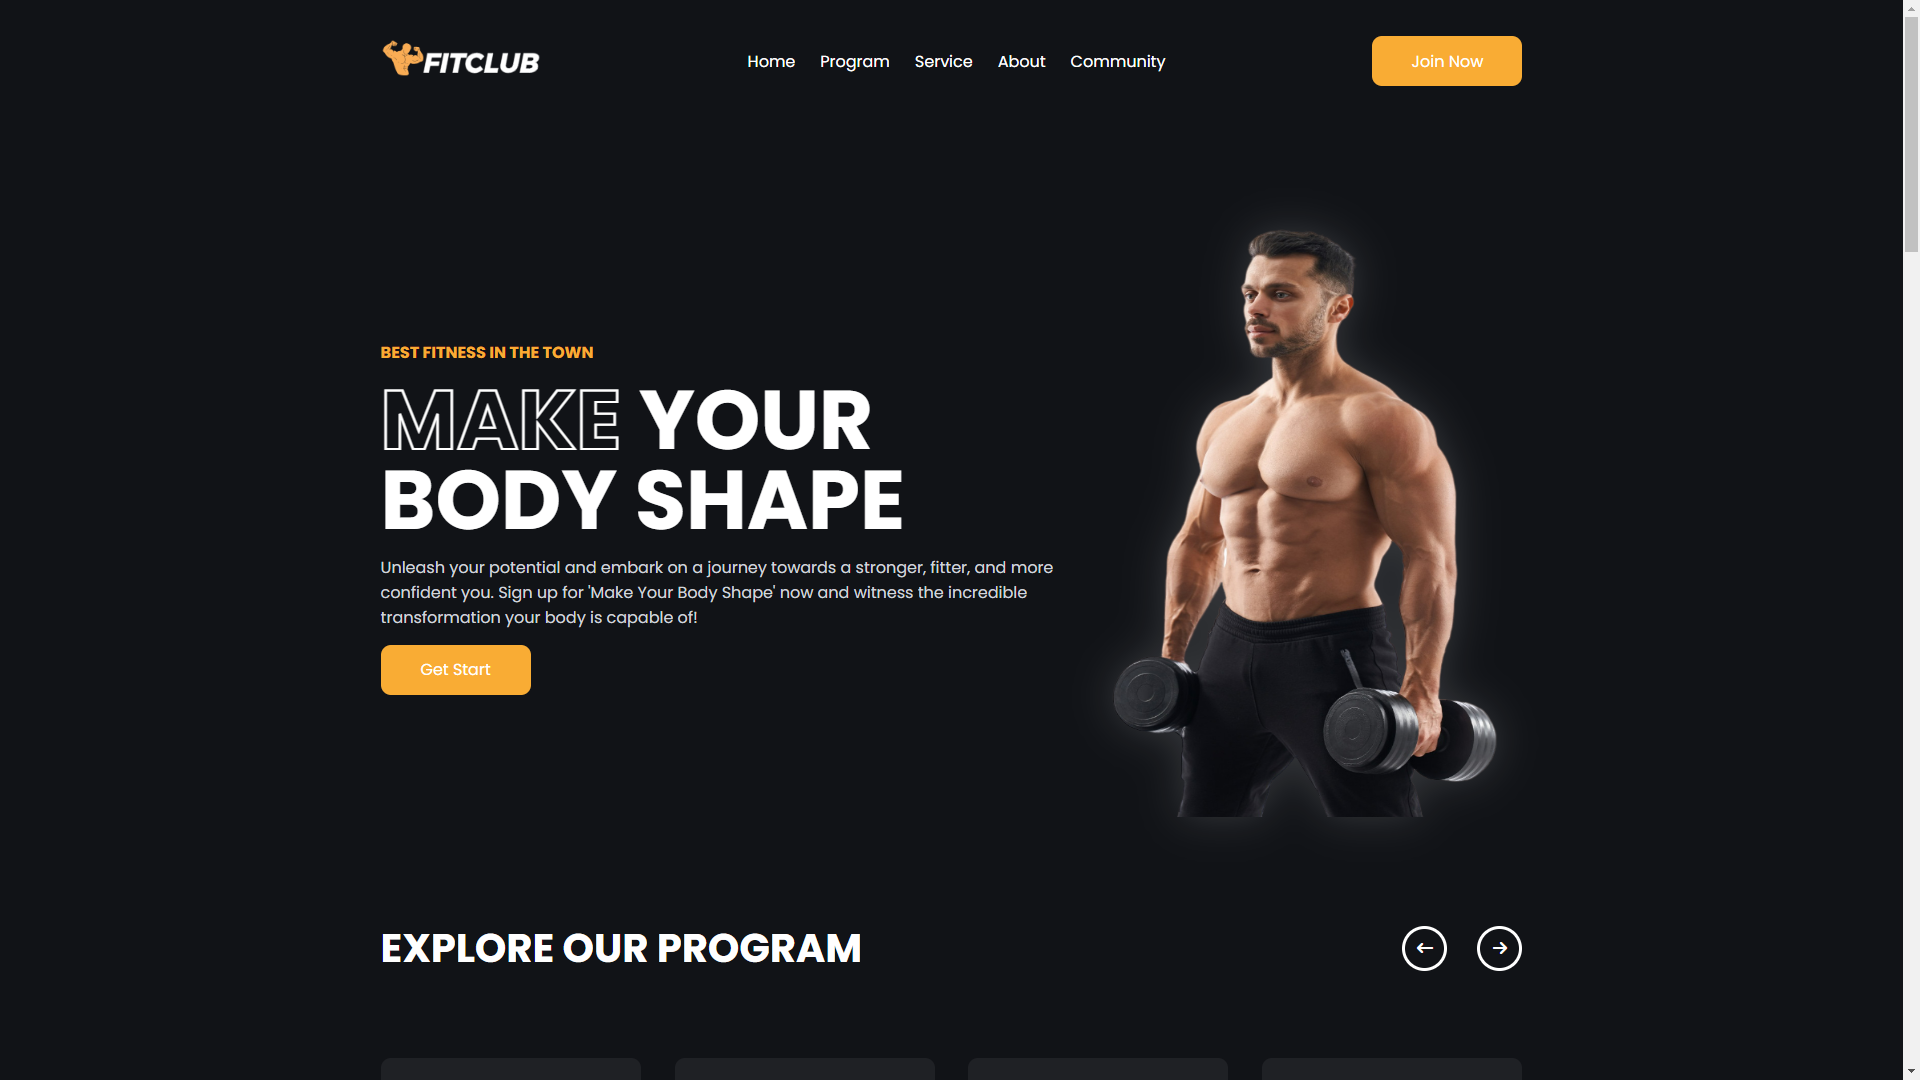 FITCLUB
Home
Program
Service
About
Community
Join Now
BEST FITNESS IN THE TOWN
MAKE YOUR
BODY SHAPE
Unleash your potential and embark on a journey towards a stronger, fitter, and more
confident you. Sign up for 'Make Your Body Shape' now and witness the incredible
transformation your body is capable of!
Get Start
EXPLORE OUR PROGRAM